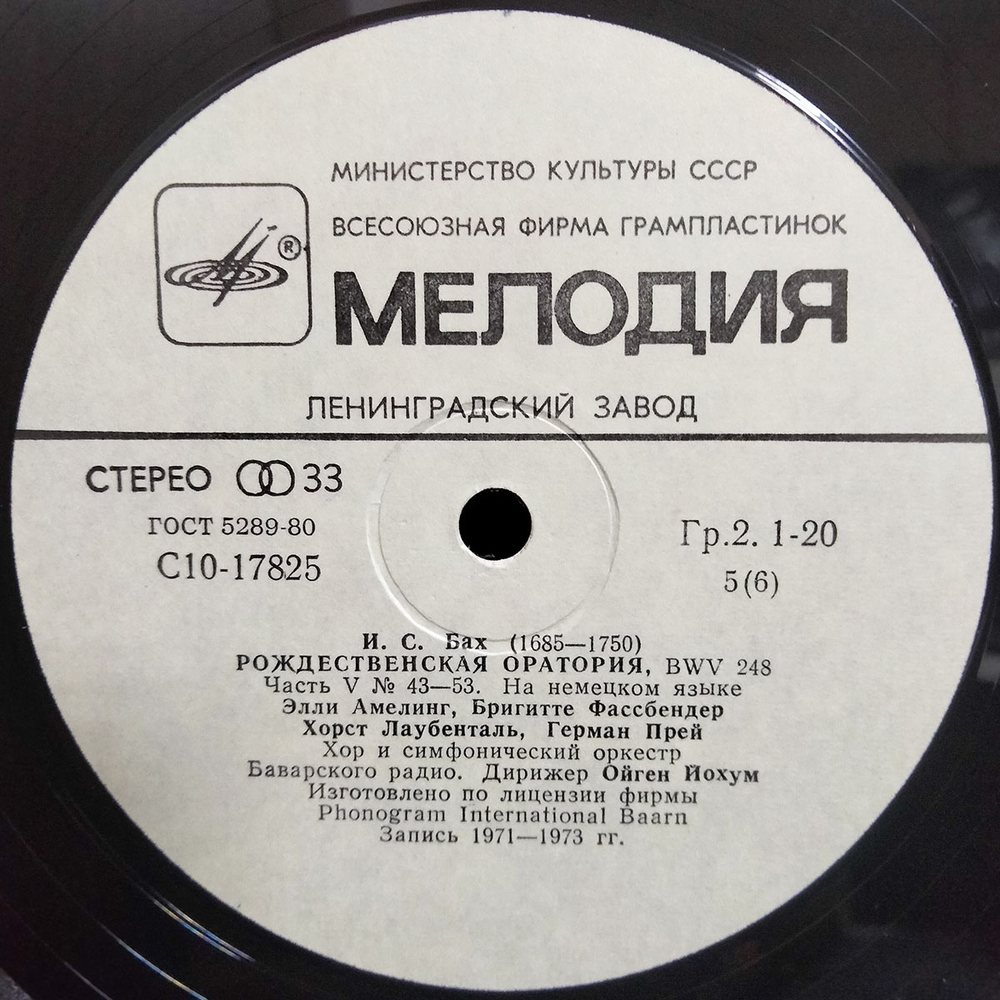 МИНИСТЕРСТВО КУЛЬТУРЫ СССР
ВСЕСОЮЗНАЯ ФИРМА ГРАМПЛАСТИНОК
®
МЕЛОДИЯ
ЛЕНИНГРАДСКИЙ ЗАВОД
СТЕРЕО 33
ГОСТ 5289-80
С10-17825
Гр.2. 1-20
5(6)
И. С. Бах (1685—1750)
РОЖДЕСТВЕНСКАЯ ОРАТОРИЯ, BWV 248
Часть V № 43—53. На немецком языке
Элли Амелинг, Бригитте Фассбендер
Хорст Лаубенталь, Герман Прей
Хор и симфонический оркестр
Баварского радио. Дирижер Ойген Йохум
Изготовлено по лицензии фирмы
Phonogram International Baarn
Запись 1971—1973 гг.